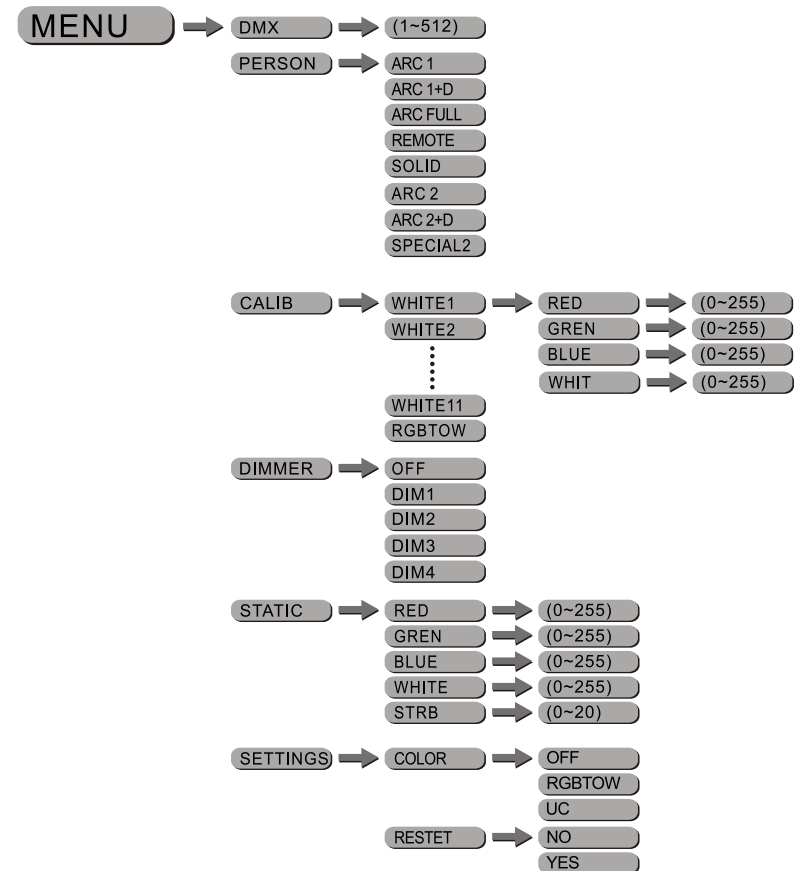 MENU DMX (1~512)
PERSON ARC 1
ARC 1+D
ARC FULL
REMOTE
SOLID
ARC 2
ARC 2+D
SPECIAL2
CALIB WHITE1 RED (0~255)
WHITE2 GREN (0~255)
BLUE (0~255)
WHIT (0~255)
WHITE11
RGBTOW
DIMMER OFF
DIM1
DIM2
DIM3
DIM4
STATIC RED (0~255)
GREN (0~255)
BLUE (0~255)
WHITE (0~255)
STRB (0~20)
SETTINGS COLOR OFF
RGBTOW
UC
RESTET NO
YES